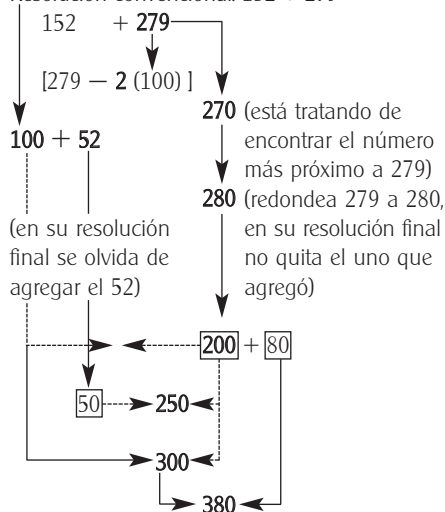 Resolución convencional: 152 + 279
152 + 279
[279 − 2 (100) ]
270 (está tratando de
encontrar el número
más próximo a 279)
100 + 52
280 (redondea 279 a 280,
en su resolución final
no quita el uno que
agregó)
(en su resolución
final se olvida de
agregar el 52)
200 + 80
50 250
300
380